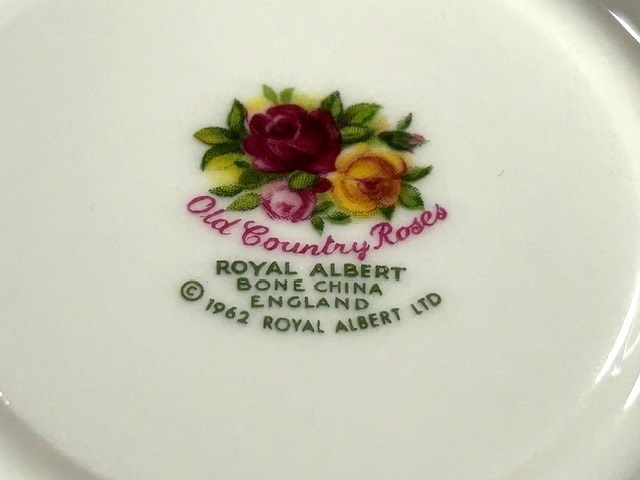 Old Country Roses
ROYAL ALBERT
BONE CHINA
ENGLAND
© 1962 ROYAL ALBERT LTD